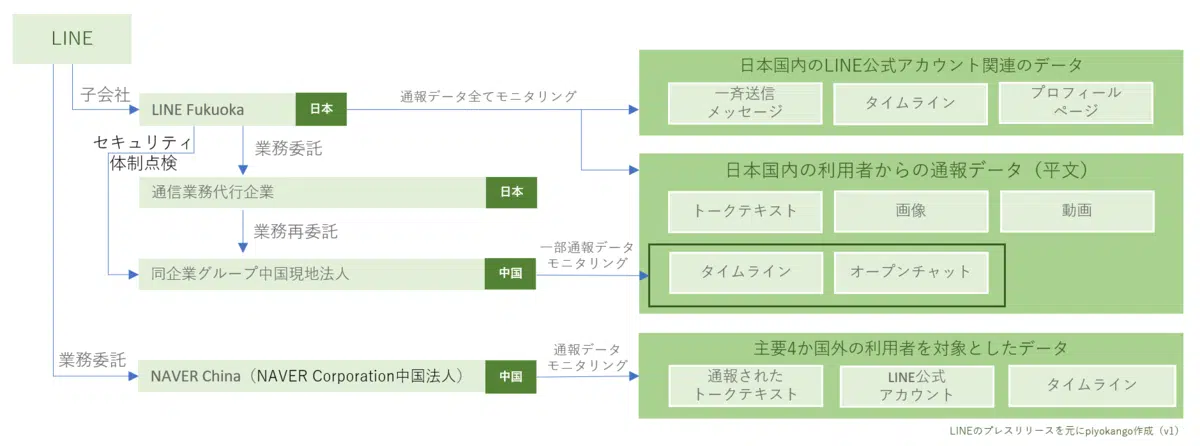 LINE
子会社
LINE Fukuoka
日本
通報データ全てモニタリング
セキュリティ
体制点検
業務委託
通信業務代行企業
日本
業務再委託
同企業グループ中国現地法人
中国
一部通報データ
モニタリング
業務委託
NAVER China（NAVER Corporation中国法人）
中国
通報データ
モニタリング
日本国内のLINE公式アカウント関連のデータ
一斉送信
メッセージ
タイムライン
プロフィール
ページ
日本国内の利用者からの通報データ（平文）
トークテキスト
画像
動画
タイムライン
オープンチャット
主要4か国外の利用者を対象としたデータ
通報された
トークテキスト
LINE公式
アカウント
タイムライン
LINEのプレスリリースを元にpiyokango作成（v1）